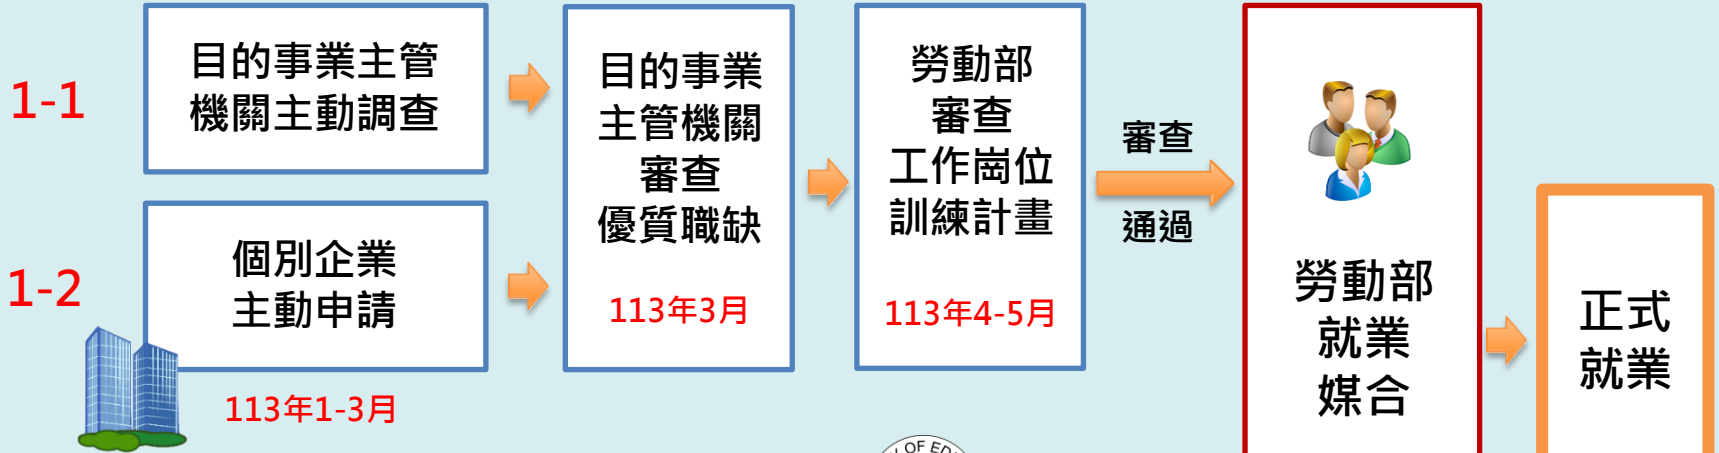 1-1
目的事業主管
機關主動調查
1-2
個別企業
主動申請
113年1-3月
目的事業
主管機關
審查
優質職缺
113年3月
勞動部
審查
工作崗位
訓練計畫
113年4-5月
審查
通過
勞動部
就業
媒合
正式
就業
OF